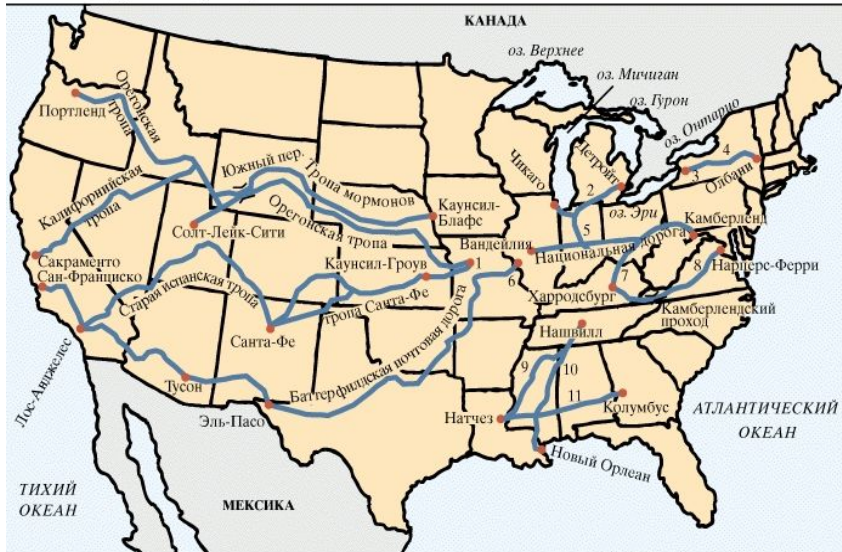 КАНАДА
оз. Верхнее
оз. Мичиган
оз. Гурон
оз. Онтарио
Портленд
Орегонская
тропа
Калифорнийская
тропа
Южный пер.
Тропа мормонов
Чикаго
Детройт
2
3
4
Олбани
Каунсил-
Блафс
оз. Эри
Камберленд
Солт-Лейк-Сити
Орегонская тропа
5
Вандейлия
Национальная дорога
Сакраменто
Сан-Франциско
Каунсил-Гроув
1
6
7
8
Нарперс-Ферри
Старая испанская тропа
тропа Санта-Фе
Харродсбург
Камберлендский
проход
Санта-Фе
Нашвилл
Лос-Анджелес
Баттерфилдская почтовая дорога
9
10
Тусон
11
Колумбус
Эль-Пасо
Натчез
АТЛАНТИЧЕСКИЙ
ОКЕАН
Новый Орлеан
ТИХИЙ
ОКЕАН
МЕКСИКА